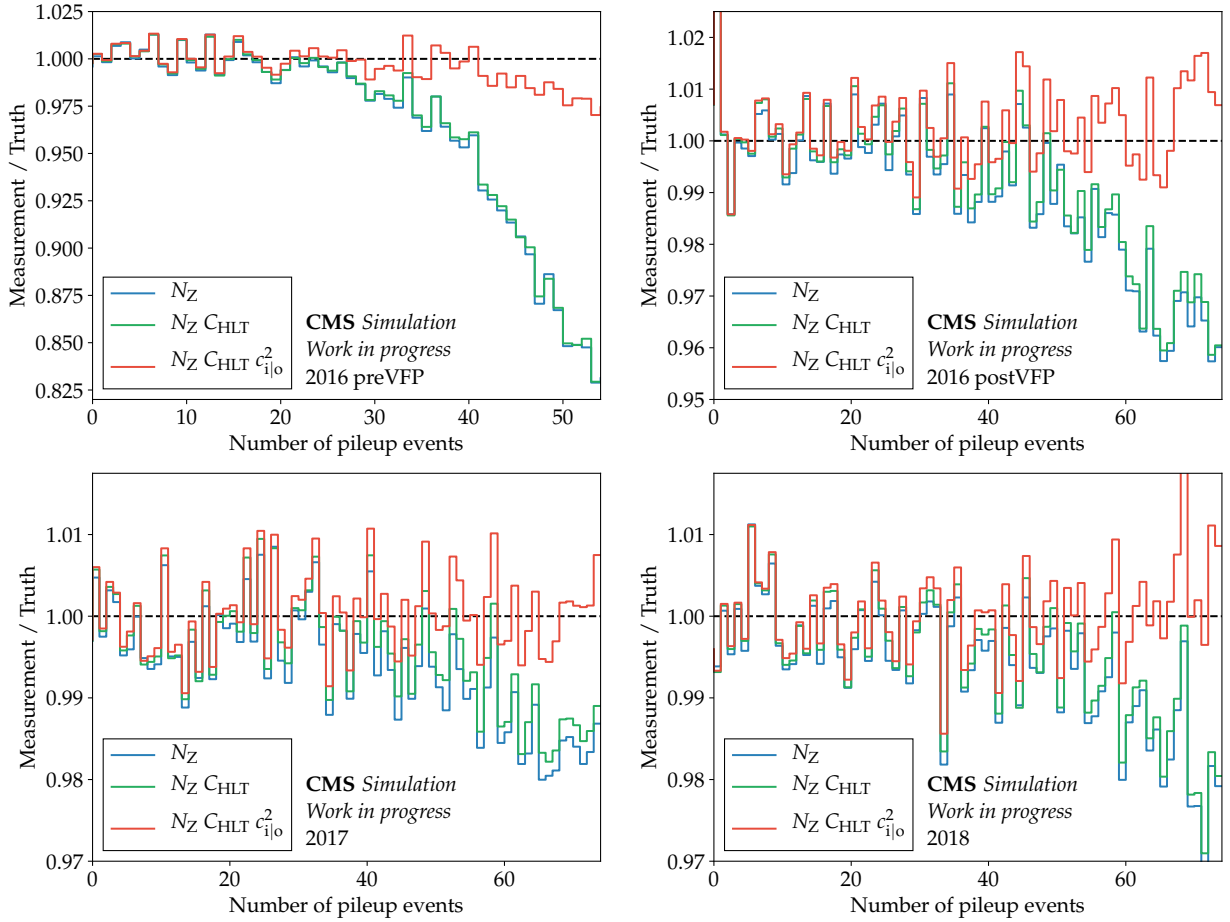 1.025
1.000
0.975
0.950
0.925
0.900
0.875
0.850
0.825
Measurement / Truth
N_Z
N_Z C_HLT
N_Z C_HLT c²_i|o
CMS Simulation
Work in progress
2016 preVFP
0 10 20 30 40 50
Number of pileup events
1.02
1.01
1.00
0.99
0.98
0.97
0.96
0.95
Measurement / Truth
N_Z
N_Z C_HLT
N_Z C_HLT c²_i|o
CMS Simulation
Work in progress
2016 postVFP
0 20 40 60
Number of pileup events
1.01
1.00
0.99
0.98
0.97
Measurement / Truth
N_Z
N_Z C_HLT
N_Z C_HLT c²_i|o
CMS Simulation
Work in progress
2017
0 20 40 60
Number of pileup events
1.01
1.00
0.99
0.98
0.97
Measurement / Truth
N_Z
N_Z C_HLT
N_Z C_HLT c²_i|o
CMS Simulation
Work in progress
2018
0 20 40 60
Number of pileup events